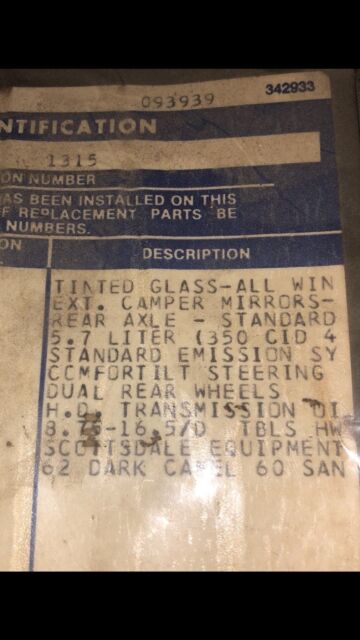 342933
093939
NTIFICATION
1315
ON NUMBER
AS BEEN INSTALLED ON THIS
F REPLACEMENT PARTS BE
NUMBERS.
ON DESCRIPTION
TINTED GLASS-ALL WIN
EXT. CAMPER MIRRORS-
REAR AXLE - STANDARD
5.7 LITER (350 CID 4
STANDARD EMISSION SY
COMFORTILT STEERING
DUAL REAR WHEELS
H.D. TRANSMISSION OI
8.75-16.5/D TBLS HW
SCOTTSDALE EQUIPMENT
62 DARK CAMEL 60 SAN